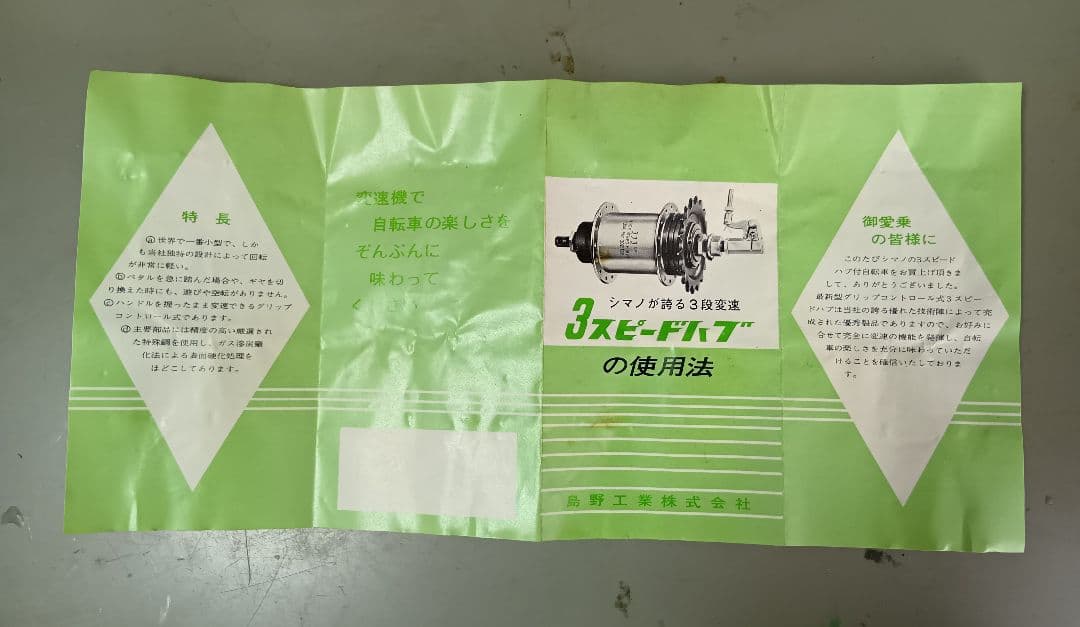 特長
ⓐ世界で一番小型で、しか
も当社独特の設計によって回転
が非常に軽い。
ⓑペタルを急に踏んだ場合や、ギヤを切
り換えた時にも、遊びや空転がありません。
ⓒハンドルを握ったまま変速できるグリップ
コントロール式であります。
ⓓ主要部品には精度の高い厳選され
た特殊鋼を使用し、ガス滲炭窒
化法による表面硬化処理を
ほどこしてあります。
変速機で
自転車の楽しさを
ぞんぶんに
味わって
シマノが誇る3段変速
3スピードハブ
の使用法
島野工業株式会社
御愛乗
の皆様に
このたびシマノの3スピード
ハブ付自転車をお買上げ頂きま
して、ありがとうございました。
最新型グリップコントロール式3スピー
ドハブは当社の誇る優れた技術陣によって完
成された優秀製品でありますので、お好みに
合せて完全に変速の機能を発揮し、自転
車の楽しさを充分に味わっていただ
けることを確信いたしておりま
す。